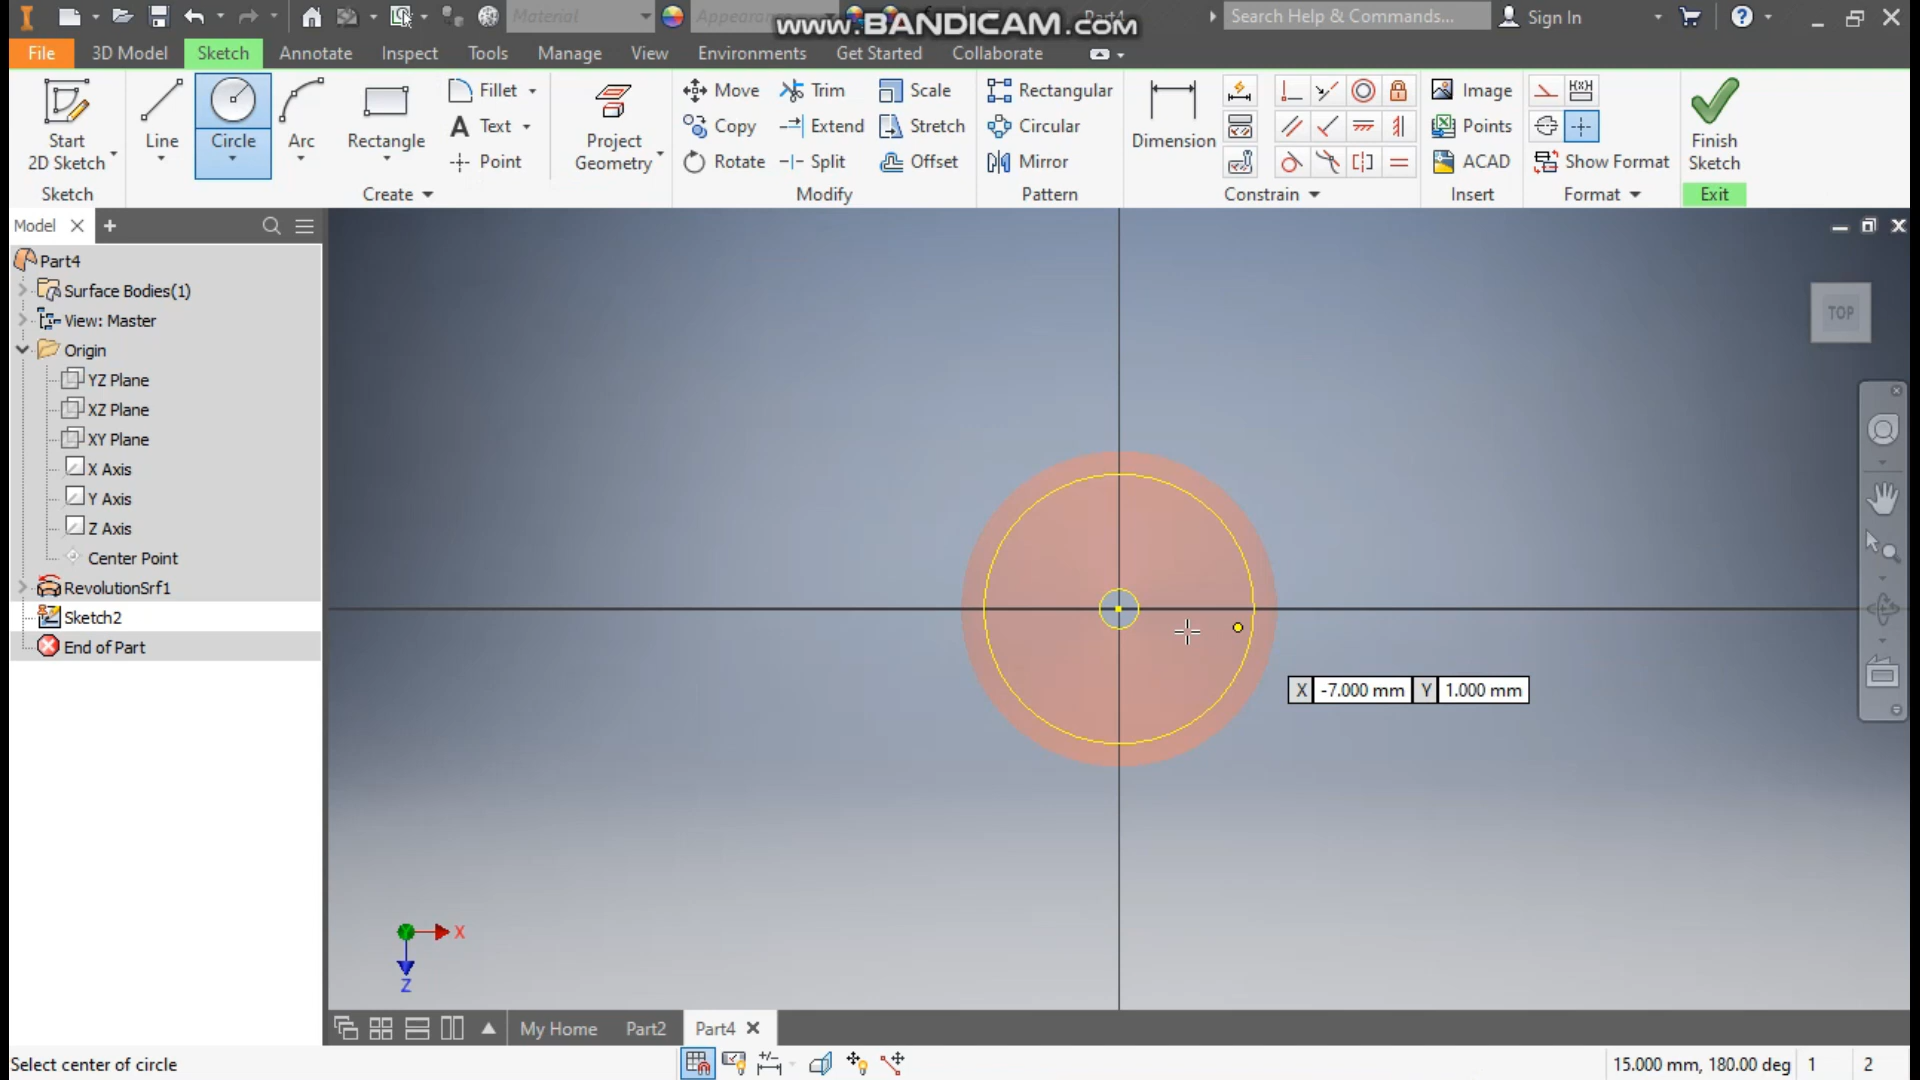 Material
Appearance
Part4
www.BANDICAM.com
Search Help & Commands...
Sign In
File
3D Model
Sketch
Annotate
Inspect
Tools
Manage
View
Environments
Get Started
Collaborate
Start
2D Sketch
Line
Circle
Arc
Rectangle
Fillet
Text
Point
Project
Geometry
Move
Copy
Rotate
Trim
Extend
Split
Scale
Stretch
Offset
Rectangular
Circular
Mirror
Dimension
Image
Points
ACAD
Show Format
Finish
Sketch
Sketch
Create
Modify
Pattern
Constrain
Insert
Format
Exit
Model
Part4
Surface Bodies(1)
View: Master
Origin
YZ Plane
XZ Plane
XY Plane
X Axis
Y Axis
Z Axis
Center Point
RevolutionSrf1
Sketch2
End of Part
TOP
X -7.000 mm Y 1.000 mm
X
Z
My Home
Part2
Part4
Select center of circle
15.000 mm, 180.00 deg 1 2